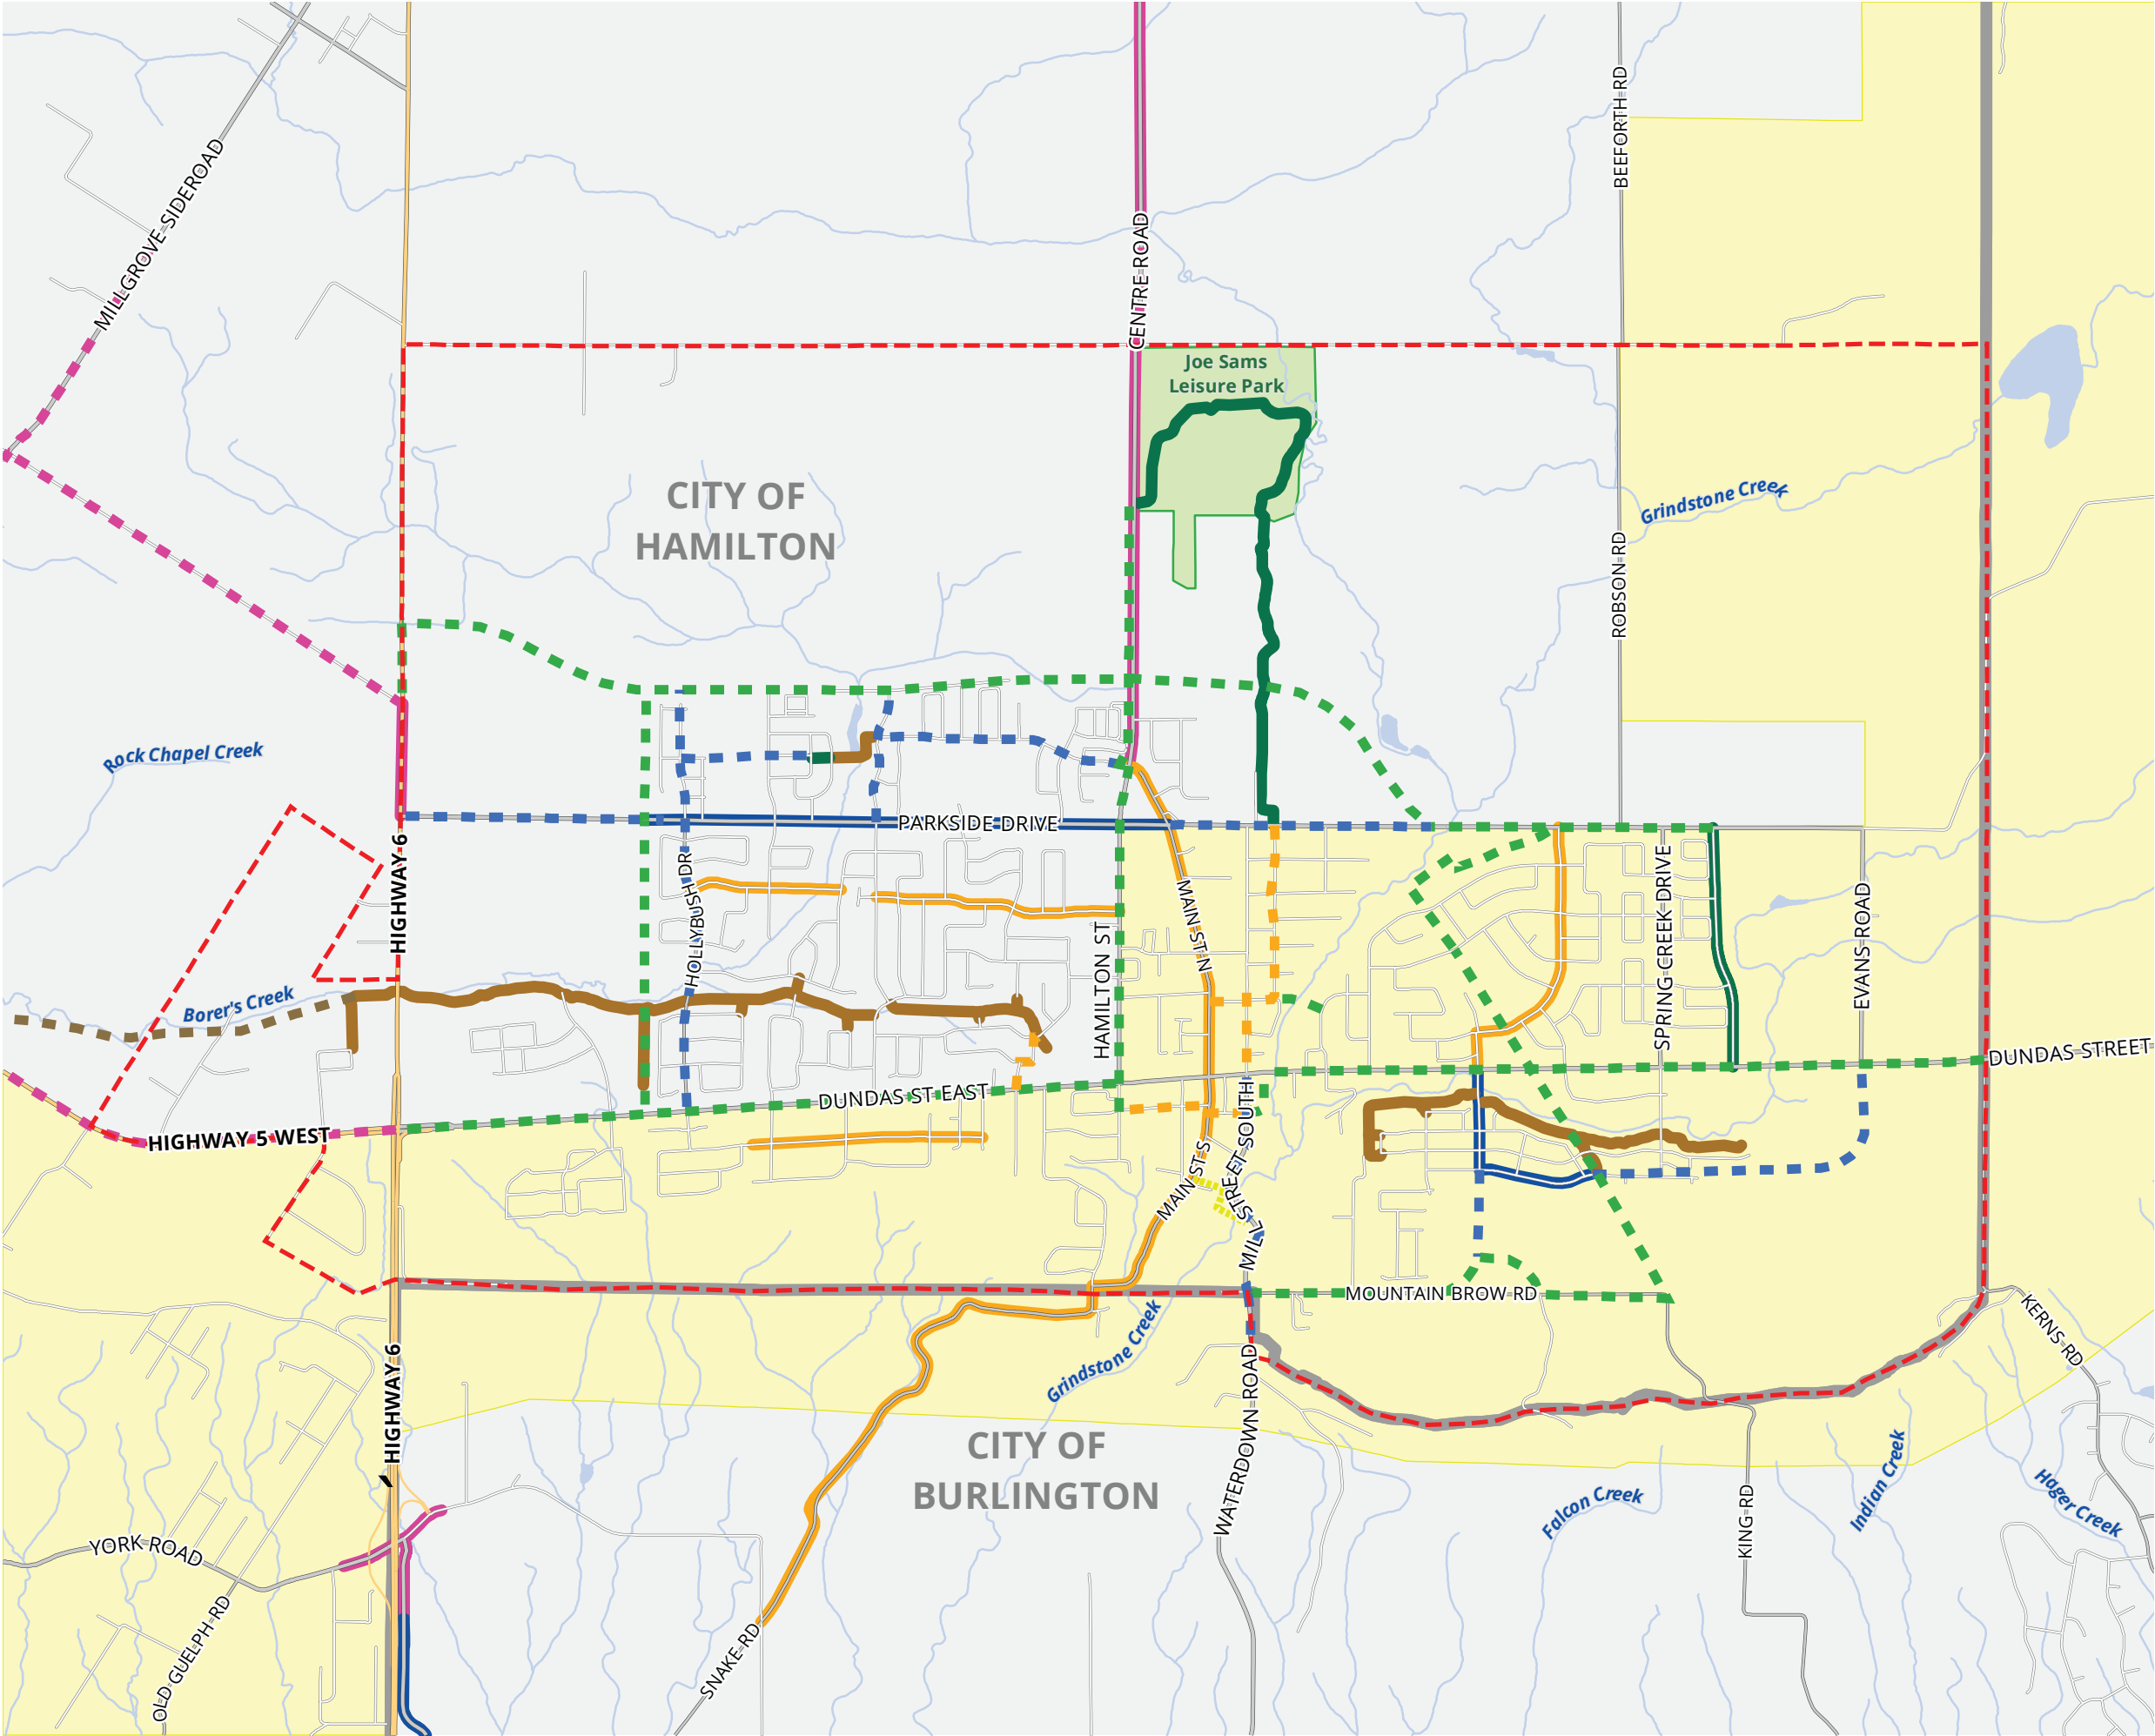 BEEFORTH RD
MILLGROVE SIDEROAD
CENTRE ROAD
Joe Sams
Leisure Park
CITY OF
HAMILTON
Grindstone Creek
ROBSON RD
Rock Chapel Creek
PARKSIDE DRIVE
HIGHWAY 6
HOLLYBUSH DR
MAIN ST N
HAMILTON ST
SPRING CREEK DRIVE
EVANS ROAD
Borer's Creek
DUNDAS STREET
DUNDAS ST EAST
HIGHWAY 5 WEST
MAIN ST S
MILL STREET SOUTH
MOUNTAIN BROW RD
Grindstone Creek
KERNS RD
HIGHWAY 6
WATERDOWN ROAD
CITY OF
BURLINGTON
Falcon Creek
Indian Creek
Hager Creek
KING RD
YORK ROAD
OLD GUELPH RD
SNAKE RD